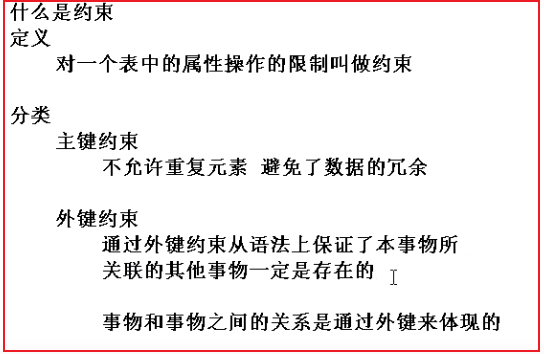 什么是约束
定义
对一个表中的属性操作的限制叫做约束
分类
主键约束
不允许重复元素 避免了数据的冗余
外键约束
通过外键约束从语法上保证了本事物所
关联的其他事物一定是存在的
事物和事物之间的关系是通过外键来体现的